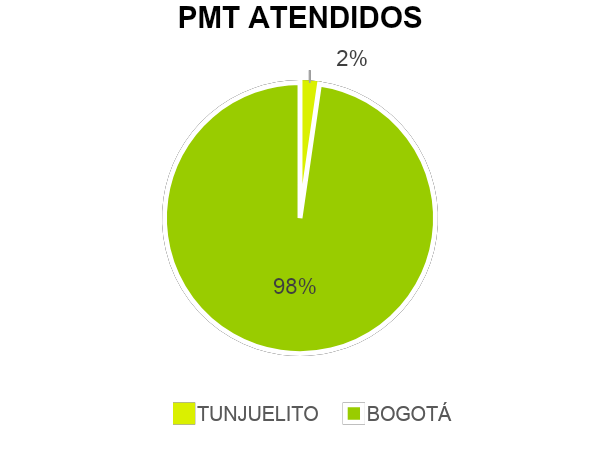 PMT ATENDIDOS
2%
98%
TUNJUELITO BOGOTÁ